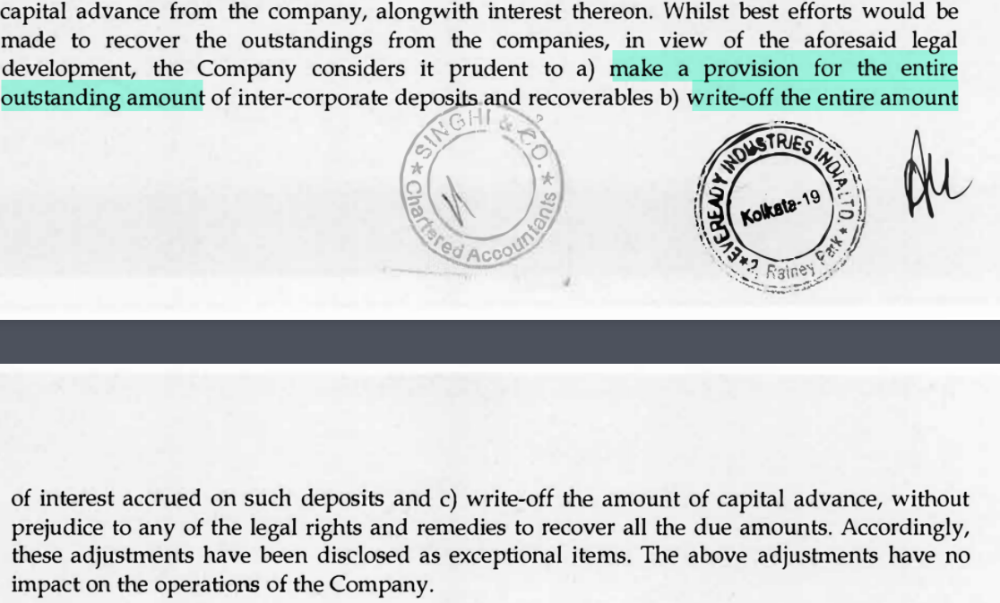 capital advance from the company, alongwith interest thereon. Whilst best efforts would be
made to recover the outstandings from the companies, in view of the aforesaid legal
development, the Company considers it prudent to a) make a provision for the entire
outstanding amount of inter-corporate deposits and recoverables b) write-off the entire amount
SINGHI & CO.
Chartered Accountants
EVEREADY INDUSTRIES INDIA LTD.
Kolkata-19
2, Rainey Park
of interest accrued on such deposits and c) write-off the amount of capital advance, without
prejudice to any of the legal rights and remedies to recover all the due amounts. Accordingly,
these adjustments have been disclosed as exceptional items. The above adjustments have no
impact on the operations of the Company.